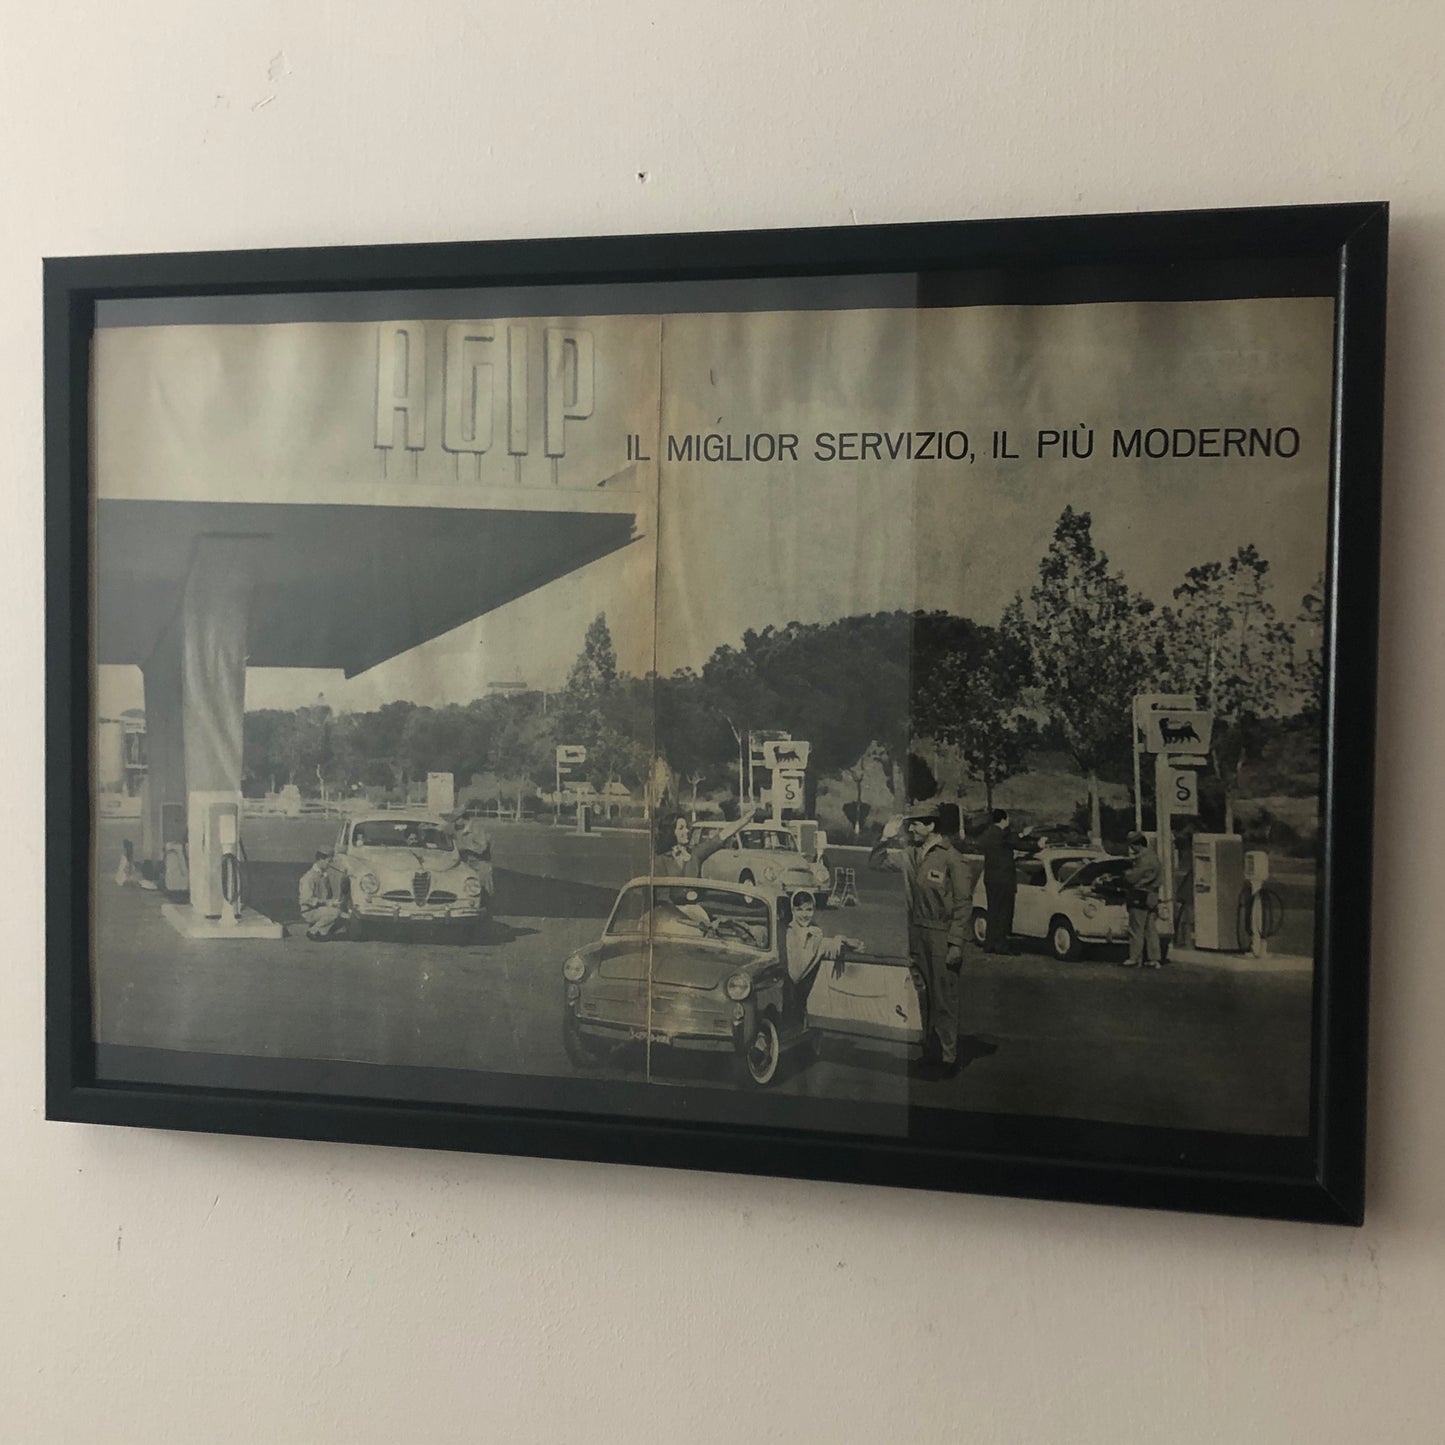 AGIP
IL MIGLIOR SERVIZIO, IL PIÙ MODERNO